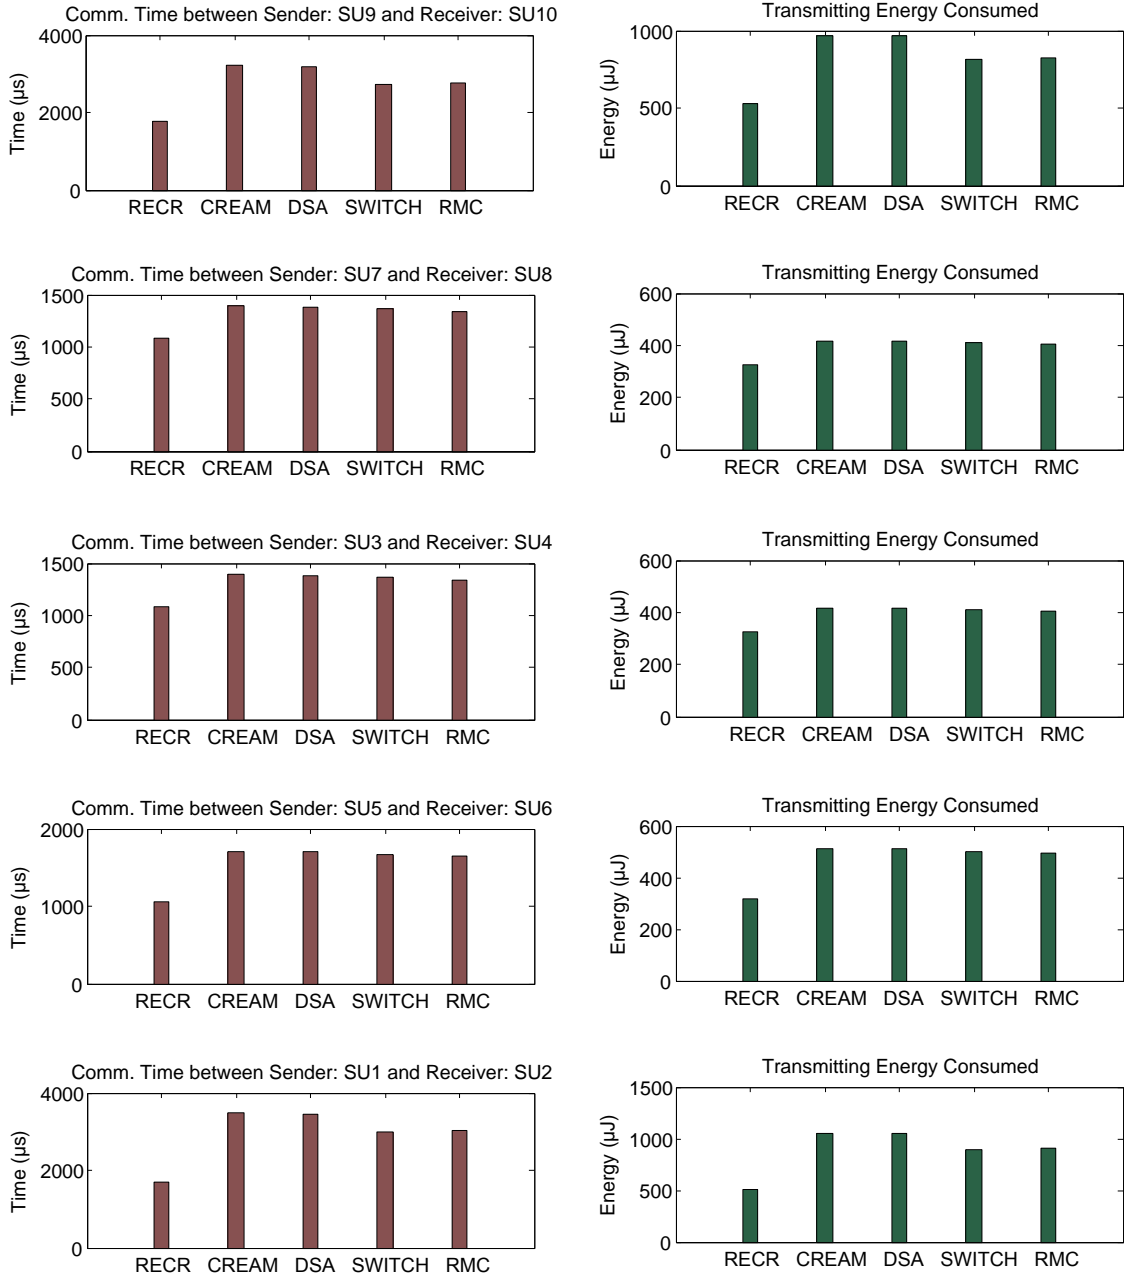 Comm. Time between Sender: SU9 and Receiver: SU10
Time (µs)
4000
2000
0
RECR CREAM DSA SWITCH RMC
Transmitting Energy Consumed
Energy (µJ)
1000
500
0
RECR CREAM DSA SWITCH RMC
Comm. Time between Sender: SU7 and Receiver: SU8
Time (µs)
1500
1000
500
0
RECR CREAM DSA SWITCH RMC
Transmitting Energy Consumed
Energy (µJ)
600
400
200
0
RECR CREAM DSA SWITCH RMC
Comm. Time between Sender: SU3 and Receiver: SU4
Time (µs)
1500
1000
500
0
RECR CREAM DSA SWITCH RMC
Transmitting Energy Consumed
Energy (µJ)
600
400
200
0
RECR CREAM DSA SWITCH RMC
Comm. Time between Sender: SU5 and Receiver: SU6
Time (µs)
2000
1000
0
RECR CREAM DSA SWITCH RMC
Transmitting Energy Consumed
Energy (µJ)
600
400
200
0
RECR CREAM DSA SWITCH RMC
Comm. Time between Sender: SU1 and Receiver: SU2
Time (µs)
4000
2000
0
RECR CREAM DSA SWITCH RMC
Transmitting Energy Consumed
Energy (µJ)
1500
1000
500
0
RECR CREAM DSA SWITCH RMC